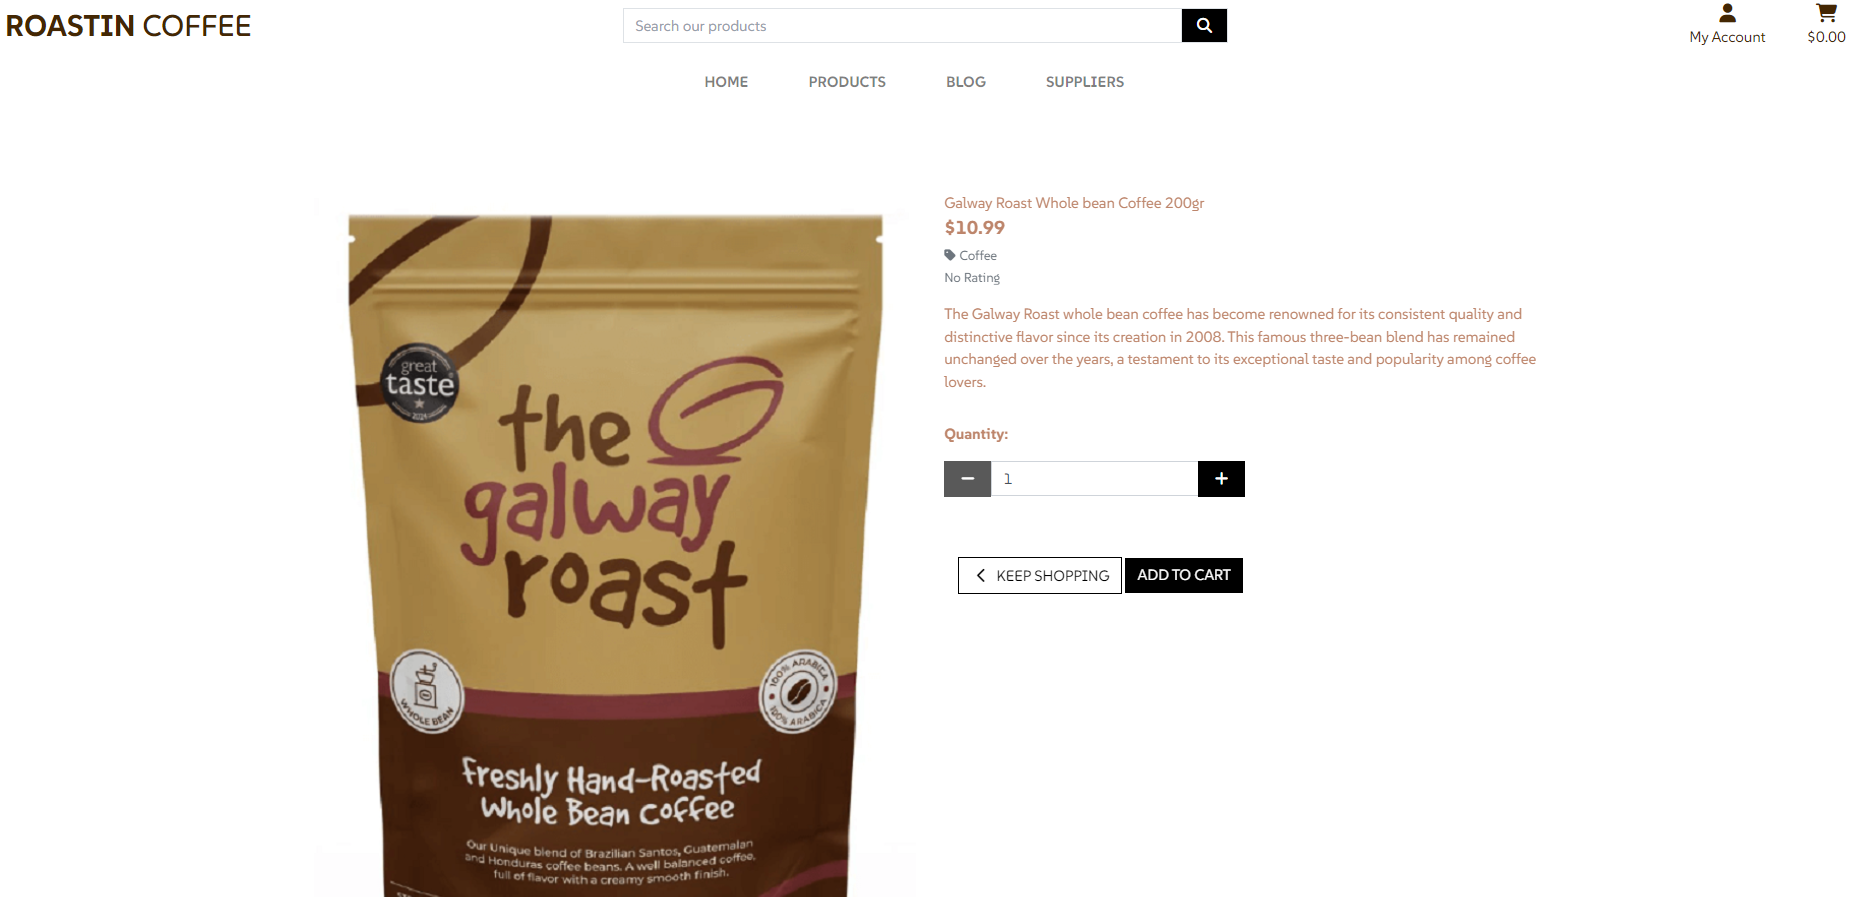 ROASTIN COFFEE
Search our products
My Account
$0.00
HOME
PRODUCTS
BLOG
SUPPLIERS
Galway Roast Whole bean Coffee 200gr
$10.99
Coffee
No Rating
The Galway Roast whole bean coffee has become renowned for its consistent quality and
distinctive flavor since its creation in 2008. This famous three-bean blend has remained
unchanged over the years, a testament to its exceptional taste and popularity among coffee
lovers.
Quantity:
1
KEEP SHOPPING
ADD TO CART
great
taste
2024
the
galway
roast
WHOLE BEAN
100% ARABICA
100% ARABICA
Freshly Hand-Roasted
Whole Bean Coffee
Our Unique blend of Brazilian Santos, Guatemalan
and Honduras coffee beans. A well balanced coffee,
full of flavor with a creamy smooth finish.